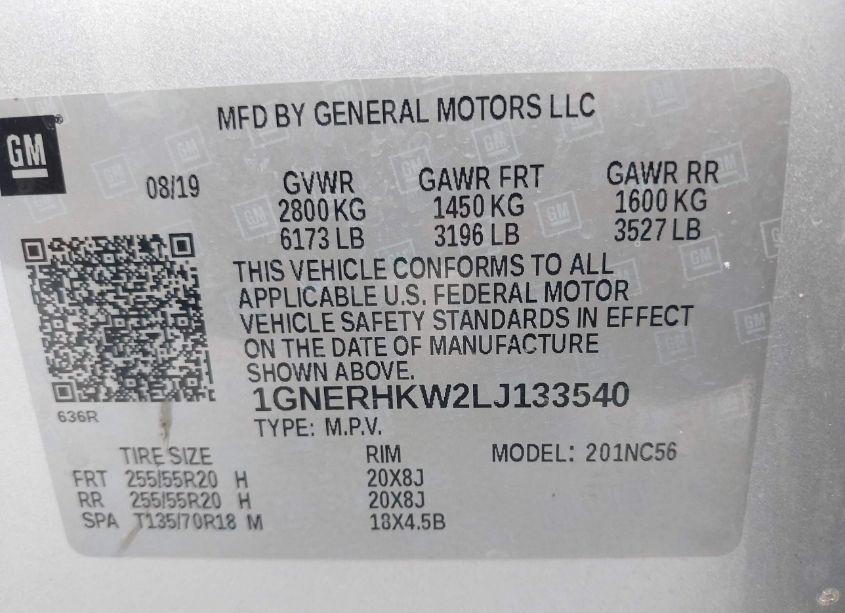 MFD BY GENERAL MOTORS LLC
GM
08/19 GVWR GAWR FRT GAWR RR
2800 KG 1450 KG 1600 KG
6173 LB 3196 LB 3527 LB
THIS VEHICLE CONFORMS TO ALL
APPLICABLE U.S. FEDERAL MOTOR
VEHICLE SAFETY STANDARDS IN EFFECT
ON THE DATE OF MANUFACTURE
SHOWN ABOVE.
1GNERHKW2LJ133540
636R
TYPE: M.P.V.
TIRE SIZE RIM MODEL: 201NC56
FRT 255/55R20 H 20X8J
RR 255/55R20 H 20X8J
SPA T135/70R18 M 18X4.5B